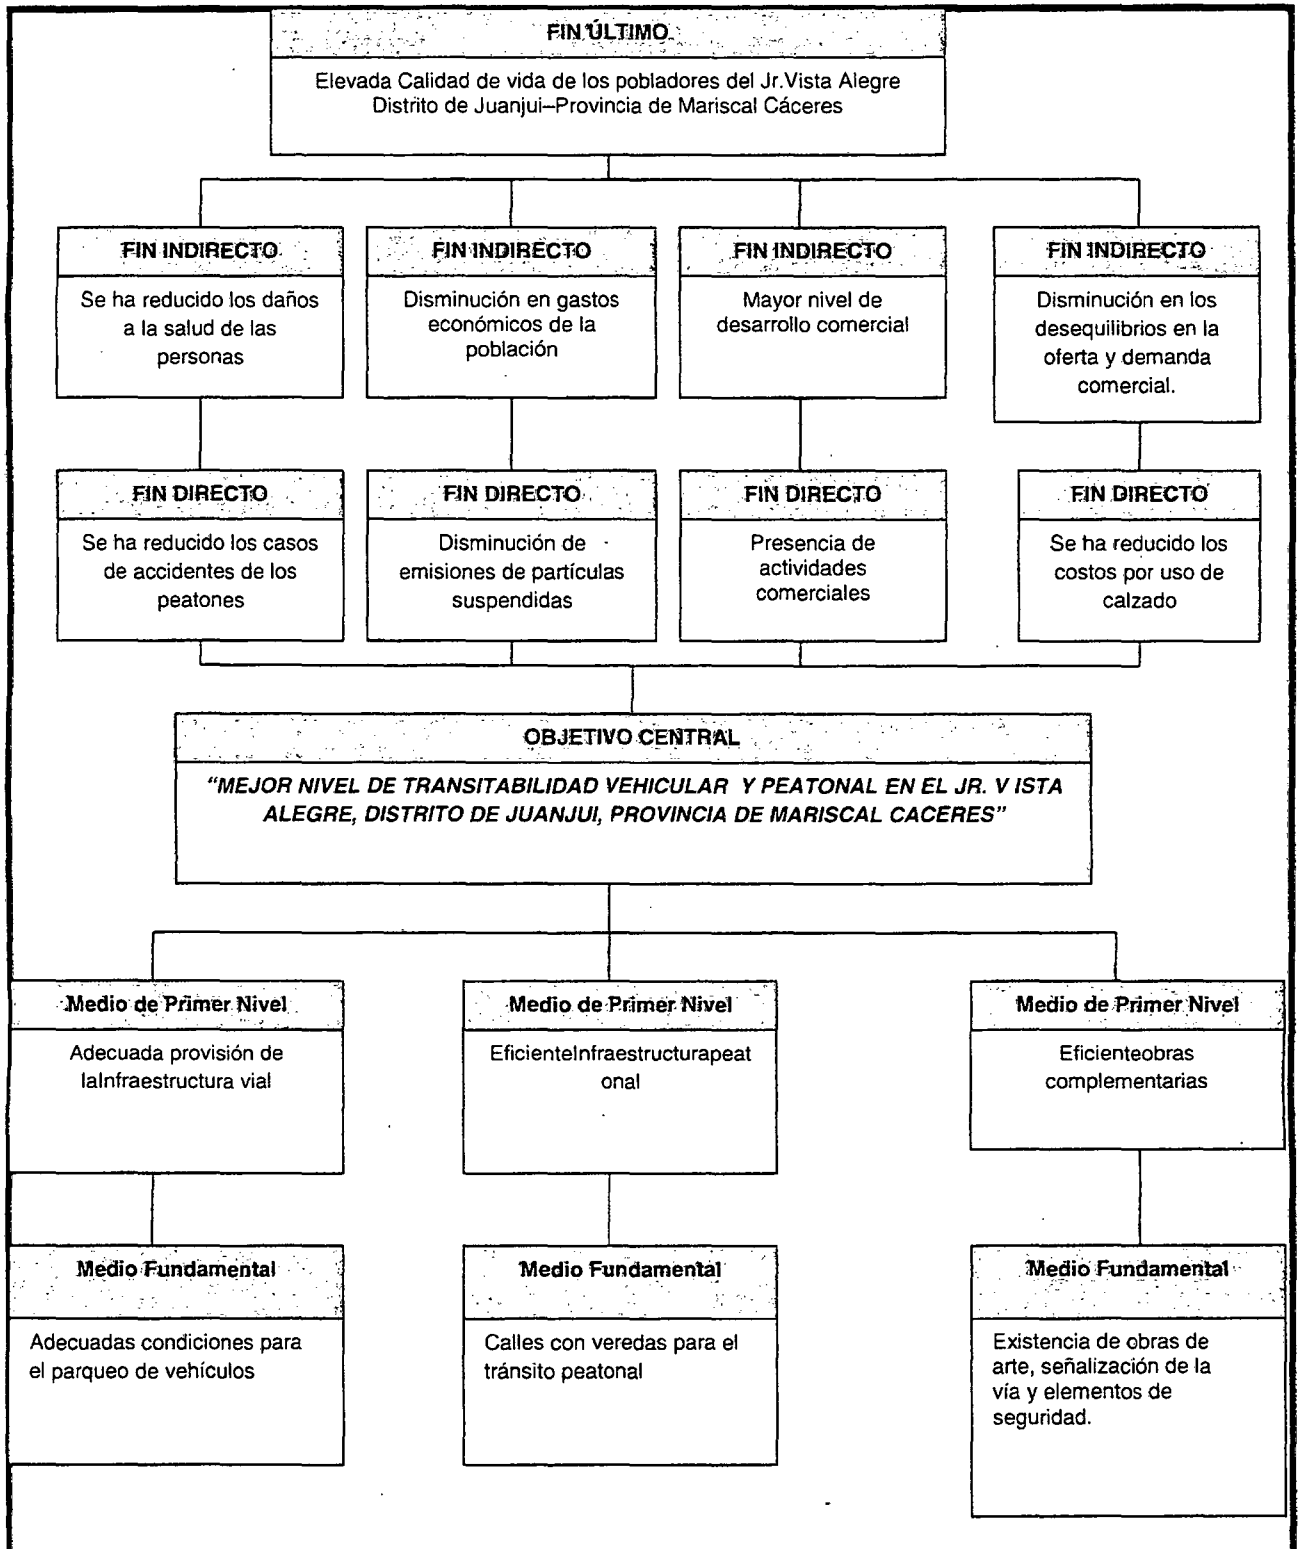 FIN ÚLTIMO
Elevada Calidad de vida de los pobladores del Jr.Vista Alegre
Distrito de Juanjui–Provincia de Mariscal Cáceres
FIN INDIRECTO
Se ha reducido los daños
a la salud de las
personas
FIN INDIRECTO
Disminución en gastos
económicos de la
población
FIN INDIRECTO
Mayor nivel de
desarrollo comercial
FIN INDIRECTO
Disminución en los
desequilibrios en la
oferta y demanda
comercial.
FIN DIRECTO
Se ha reducido los casos
de accidentes de los
peatones
FIN DIRECTO
Disminución de
emisiones de partículas
suspendidas
FIN DIRECTO
Presencia de
actividades
comerciales
FIN DIRECTO
Se ha reducido los
costos por uso de
calzado
OBJETIVO CENTRAL
"MEJOR NIVEL DE TRANSITABILIDAD VEHICULAR Y PEATONAL EN EL JR. V ISTA
ALEGRE, DISTRITO DE JUANJUI, PROVINCIA DE MARISCAL CACERES"
Medio de Primer Nivel
Adecuada provisión de
laInfraestructura vial
Medio de Primer Nivel
EficienteInfraestructurapeat
onal
Medio de Primer Nivel
Eficienteobras
complementarias
Medio Fundamental
Adecuadas condiciones para
el parqueo de vehículos
Medio Fundamental
Calles con veredas para el
tránsito peatonal
Medio Fundamental
Existencia de obras de
arte, señalización de la
vía y elementos de
seguridad.